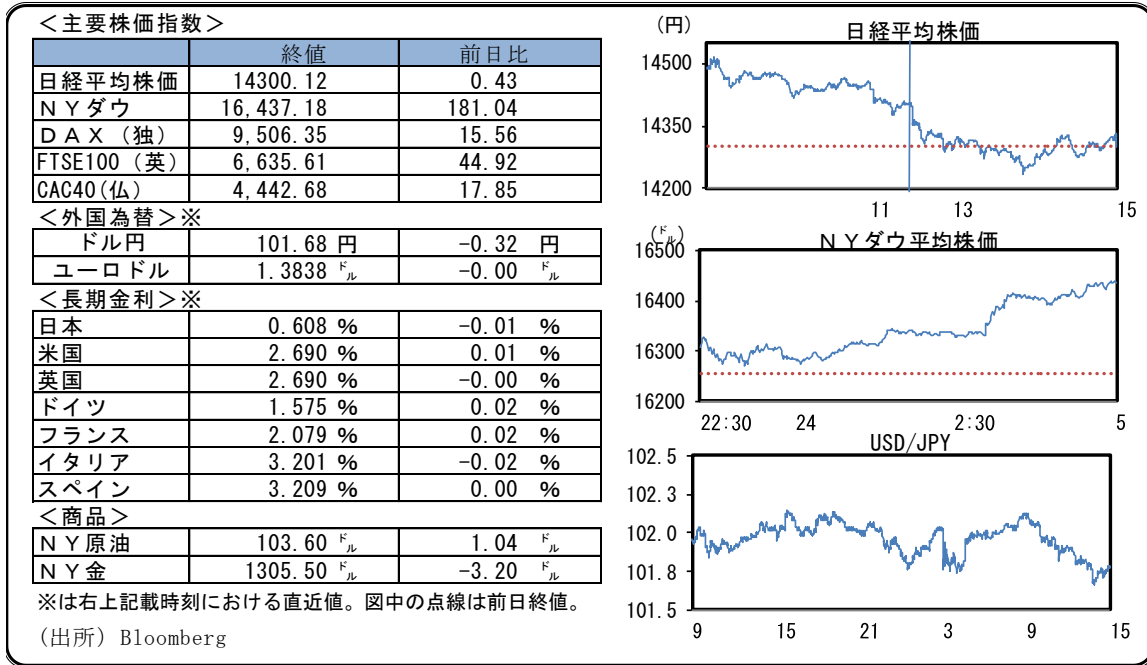 ＜主要株価指数＞
終値 前日比
日経平均株価 14300.12 0.43
ＮＹダウ 16,437.18 181.04
ＤＡＸ（独） 9,506.35 15.56
FTSE100（英） 6,635.61 44.92
CAC40(仏) 4,442.68 17.85
＜外国為替＞※
ドル円 101.68 円 -0.32 円
ユーロドル 1.3838 ㌦ -0.00 ㌦
＜長期金利＞※
日本 0.608 % -0.01 %
米国 2.690 % 0.01 %
英国 2.690 % -0.00 %
ドイツ 1.575 % 0.02 %
フランス 2.079 % 0.02 %
イタリア 3.201 % -0.02 %
スペイン 3.209 % 0.00 %
＜商品＞
ＮＹ原油 103.60 ㌦ 1.04 ㌦
ＮＹ金 1305.50 ㌦ -3.20 ㌦
※は右上記載時刻における直近値。図中の点線は前日終値。
（出所）Bloomberg
（円） 日経平均株価
14500
14350
14200
11 13 15
（㌦） ＮＹダウ平均株価
16500
16400
16300
16200
22:30 24 2:30 5
USD/JPY
102.5
102.3
102.0
101.8
101.5
9 15 21 3 9 15